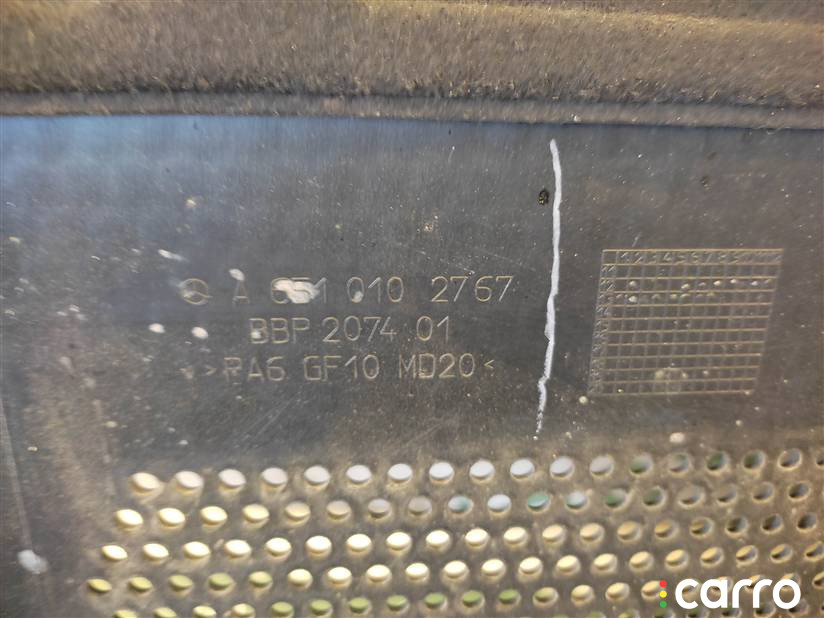 A 651 010 2767
BBP 2074 01
>PA6 GF10 MD20<
carro